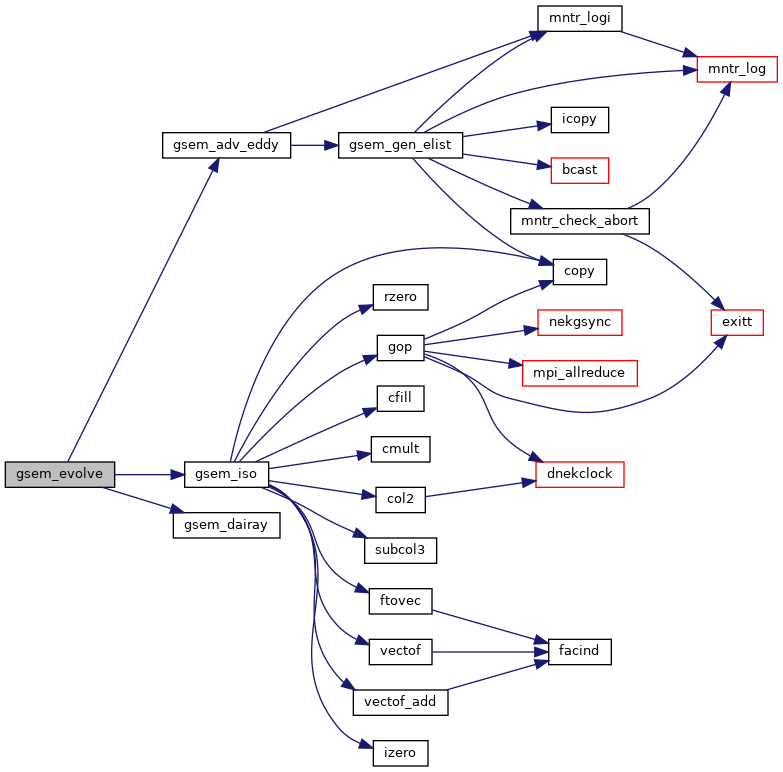 mntr_logi
mntr_log
icopy
gsem_adv_eddy
gsem_gen_elist
bcast
mntr_check_abort
copy
rzero
nekgsync
exitt
gop
mpi_allreduce
cfill
cmult
gsem_evolve
gsem_iso
dnekclock
col2
gsem_dairay
subcol3
ftovec
vectof
facind
vectof_add
izero